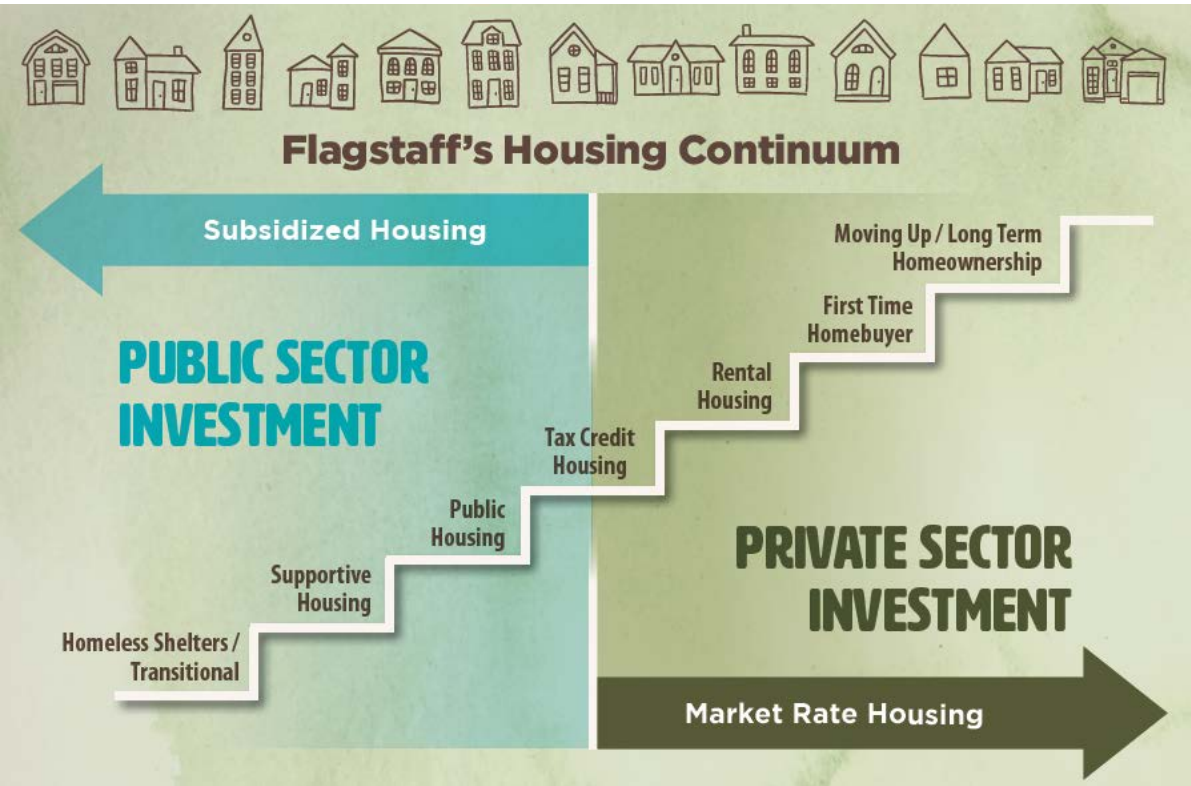 Flagstaff's Housing Continuum
Subsidized Housing
PUBLIC SECTOR
INVESTMENT
Homeless Shelters /
Transitional
Supportive
Housing
Public
Housing
Tax Credit
Housing
Rental
Housing
First Time
Homebuyer
Moving Up / Long Term
Homeownership
PRIVATE SECTOR
INVESTMENT
Market Rate Housing